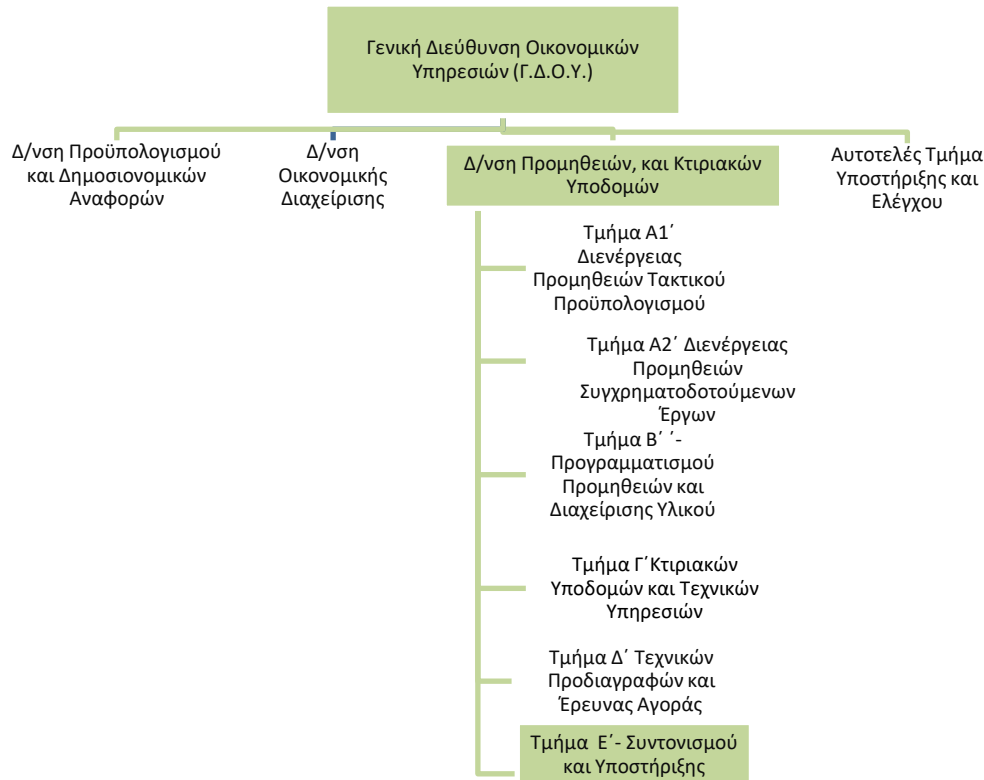 Γενική Διεύθυνση Οικονομικών
Υπηρεσιών (Γ.Δ.Ο.Υ.)
Δ/νση Προϋπολογισμού
και Δημοσιονομικών
Αναφορών
Δ/νση
Οικονομικής
Διαχείρισης
Δ/νση Προμηθειών, και Κτιριακών
Υποδομών
Αυτοτελές Τμήμα
Υποστήριξης και
Ελέγχου
Τμήμα Α1΄
Διενέργειας
Προμηθειών Τακτικού
Προϋπολογισμού
Τμήμα Α2΄ Διενέργειας
Προμηθειών
Συγχρηματοδοτούμενων
Έργων
Τμήμα Β΄ ΄-
Προγραμματισμού
Προμηθειών και
Διαχείρισης Υλικού
Τμήμα Γ΄Κτιριακών
Υποδομών και Τεχνικών
Υπηρεσιών
Τμήμα Δ΄ Τεχνικών
Προδιαγραφών και
Έρευνας Αγοράς
Τμήμα Ε΄- Συντονισμού
και Υποστήριξης